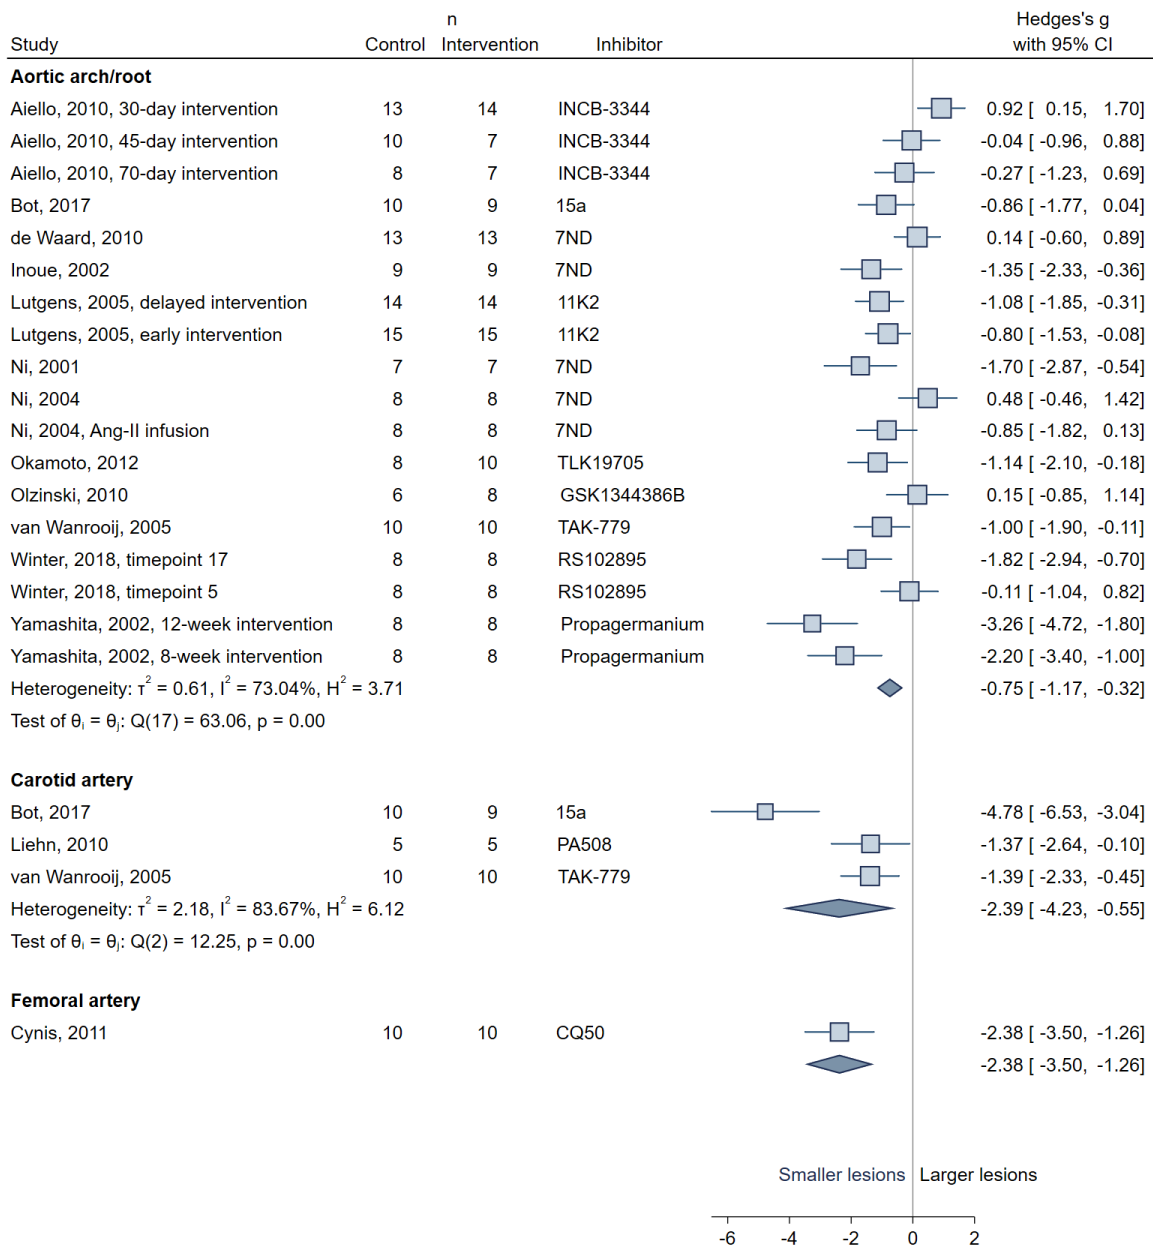 n Hedges's g
Study Control Intervention Inhibitor with 95% CI
Aortic arch/root
Aiello, 2010, 30-day intervention 13 14 INCB-3344 0.92 [ 0.15, 1.70]
Aiello, 2010, 45-day intervention 10 7 INCB-3344 -0.04 [ -0.96, 0.88]
Aiello, 2010, 70-day intervention 8 7 INCB-3344 -0.27 [ -1.23, 0.69]
Bot, 2017 10 9 15a -0.86 [ -1.77, 0.04]
de Waard, 2010 13 13 7ND 0.14 [ -0.60, 0.89]
Inoue, 2002 9 9 7ND -1.35 [ -2.33, -0.36]
Lutgens, 2005, delayed intervention 14 14 11K2 -1.08 [ -1.85, -0.31]
Lutgens, 2005, early intervention 15 15 11K2 -0.80 [ -1.53, -0.08]
Ni, 2001 7 7 7ND -1.70 [ -2.87, -0.54]
Ni, 2004 8 8 7ND 0.48 [ -0.46, 1.42]
Ni, 2004, Ang-II infusion 8 8 7ND -0.85 [ -1.82, 0.13]
Okamoto, 2012 8 10 TLK19705 -1.14 [ -2.10, -0.18]
Olzinski, 2010 6 8 GSK1344386B 0.15 [ -0.85, 1.14]
van Wanrooij, 2005 10 10 TAK-779 -1.00 [ -1.90, -0.11]
Winter, 2018, timepoint 17 8 8 RS102895 -1.82 [ -2.94, -0.70]
Winter, 2018, timepoint 5 8 8 RS102895 -0.11 [ -1.04, 0.82]
Yamashita, 2002, 12-week intervention 8 8 Propagermanium -3.26 [ -4.72, -1.80]
Yamashita, 2002, 8-week intervention 8 8 Propagermanium -2.20 [ -3.40, -1.00]
Heterogeneity: τ² = 0.61, I² = 73.04%, H² = 3.71 -0.75 [ -1.17, -0.32]
Test of θᵢ = θⱼ: Q(17) = 63.06, p = 0.00
Carotid artery
Bot, 2017 10 9 15a -4.78 [ -6.53, -3.04]
Liehn, 2010 5 5 PA508 -1.37 [ -2.64, -0.10]
van Wanrooij, 2005 10 10 TAK-779 -1.39 [ -2.33, -0.45]
Heterogeneity: τ² = 2.18, I² = 83.67%, H² = 6.12 -2.39 [ -4.23, -0.55]
Test of θᵢ = θⱼ: Q(2) = 12.25, p = 0.00
Femoral artery
Cynis, 2011 10 10 CQ50 -2.38 [ -3.50, -1.26]
-2.38 [ -3.50, -1.26]
Smaller lesions Larger lesions
-6 -4 -2 0 2